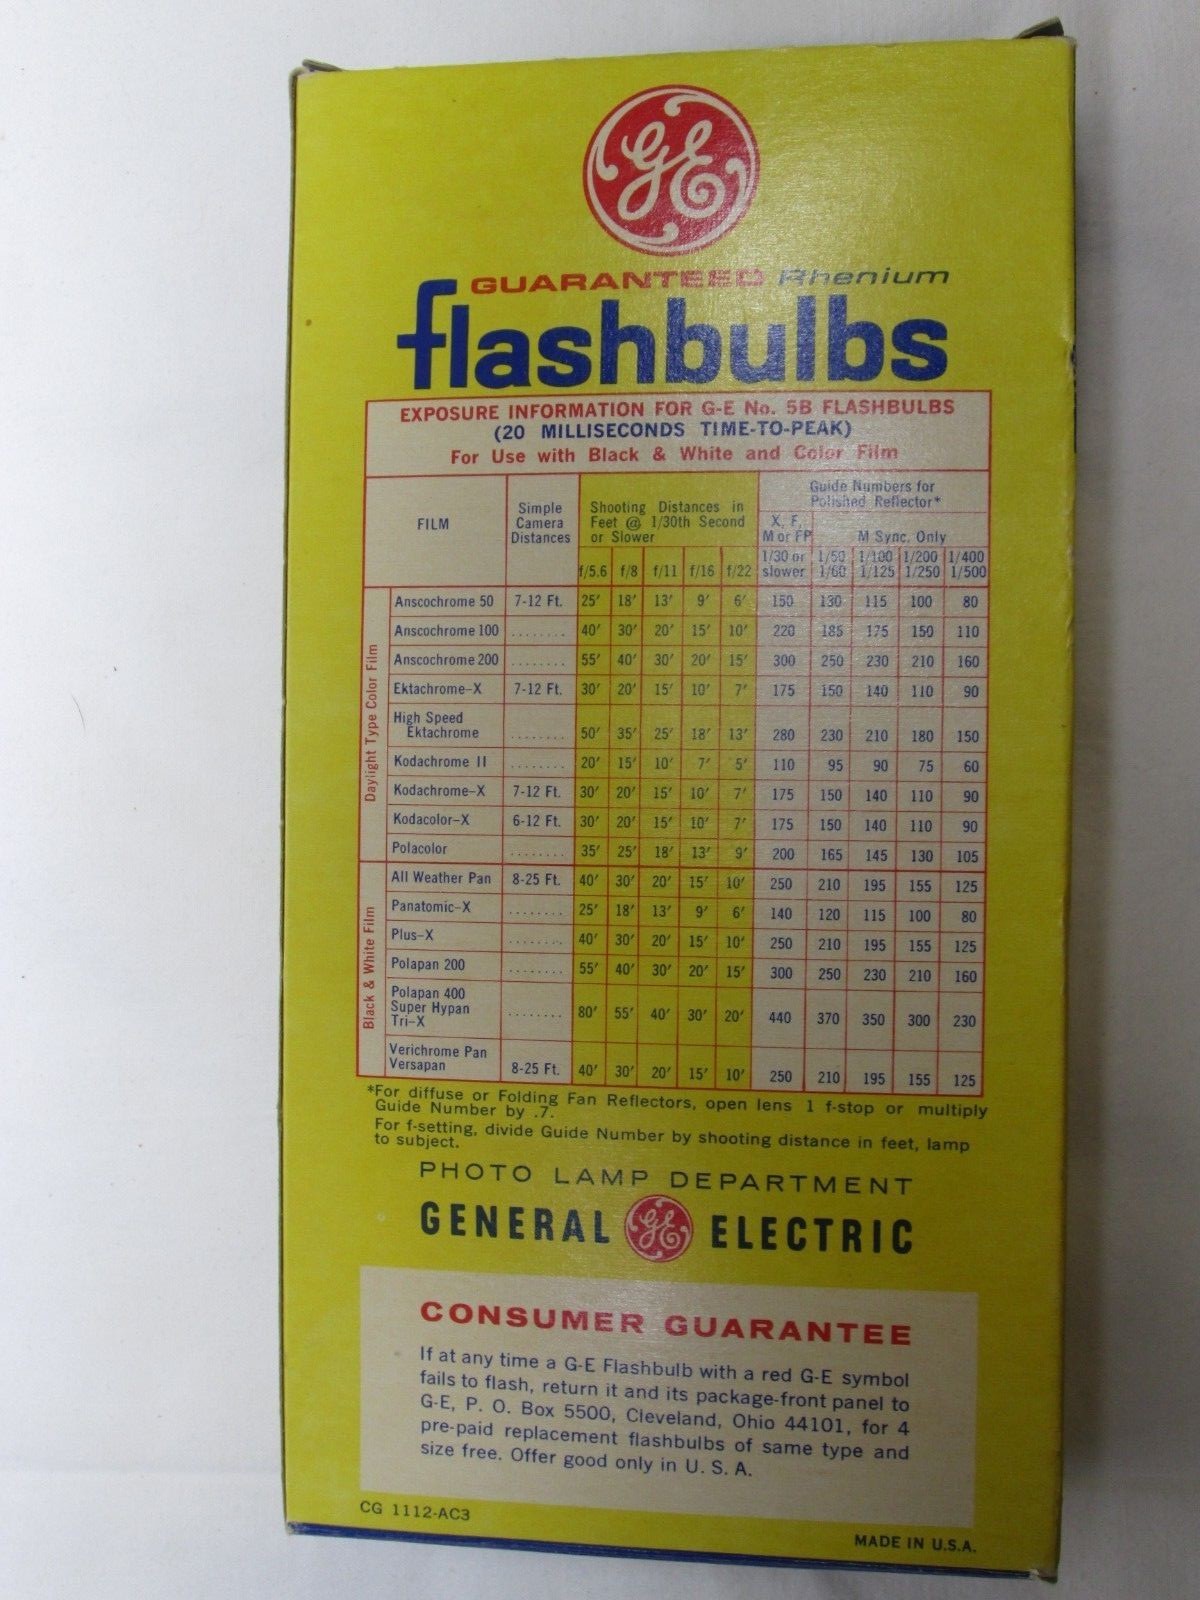 GE
GUARANTEED Rhenium
flashbulbs
EXPOSURE INFORMATION FOR G-E No. 5B FLASHBULBS
(20 MILLISECONDS TIME-TO-PEAK)
For Use with Black & White and Color Film
FILM
Simple
Camera
Distances
Shooting Distances in
Feet @ 1/30th Second
or Slower
Guide Numbers for
Polished Reflector*
X, F,
M or FP
M Sync. Only
f/5.6 f/8 f/11 f/16 f/22
1/30 or slower 1/50 1/60 1/100 1/125 1/200 1/250 1/400 1/500
Daylight Type Color Film
Anscochrome 50 7-12 Ft. 25′ 18′ 13′ 9′ 6′ 150 130 115 100 80
Anscochrome 100 ........ 40′ 30′ 20′ 15′ 10′ 220 185 175 150 110
Anscochrome 200 ........ 55′ 40′ 30′ 20′ 15′ 300 250 230 210 160
Ektachrome-X 7-12 Ft. 30′ 20′ 15′ 10′ 7′ 175 150 140 110 90
High Speed
Ektachrome ........ 50′ 35′ 25′ 18′ 13′ 280 230 210 180 150
Kodachrome II ........ 20′ 15′ 10′ 7′ 5′ 110 95 90 75 60
Kodachrome-X 7-12 Ft. 30′ 20′ 15′ 10′ 7′ 175 150 140 110 90
Kodacolor-X 6-12 Ft. 30′ 20′ 15′ 10′ 7′ 175 150 140 110 90
Polacolor ........ 35′ 25′ 18′ 13′ 9′ 200 165 145 130 105
Black & White Film
All Weather Pan 8-25 Ft. 40′ 30′ 20′ 15′ 10′ 250 210 195 155 125
Panatomic-X ........ 25′ 18′ 13′ 9′ 6′ 140 120 115 100 80
Plus-X ........ 40′ 30′ 20′ 15′ 10′ 250 210 195 155 125
Polapan 200 ........ 55′ 40′ 30′ 20′ 15′ 300 250 230 210 160
Polapan 400
Super Hypan
Tri-X ........ 80′ 55′ 40′ 30′ 20′ 440 370 350 300 230
Verichrome Pan
Versapan 8-25 Ft. 40′ 30′ 20′ 15′ 10′ 250 210 195 155 125
*For diffuse or Folding Fan Reflectors, open lens 1 f-stop or multiply
Guide Number by .7.
For f-setting, divide Guide Number by shooting distance in feet, lamp
to subject.
PHOTO LAMP DEPARTMENT
GENERAL GE ELECTRIC
CONSUMER GUARANTEE
If at any time a G-E Flashbulb with a red G-E symbol
fails to flash, return it and its package-front panel to
G-E, P. O. Box 5500, Cleveland, Ohio 44101, for 4
pre-paid replacement flashbulbs of same type and
size free. Offer good only in U. S. A.
CG 1112-AC3
MADE IN U.S.A.